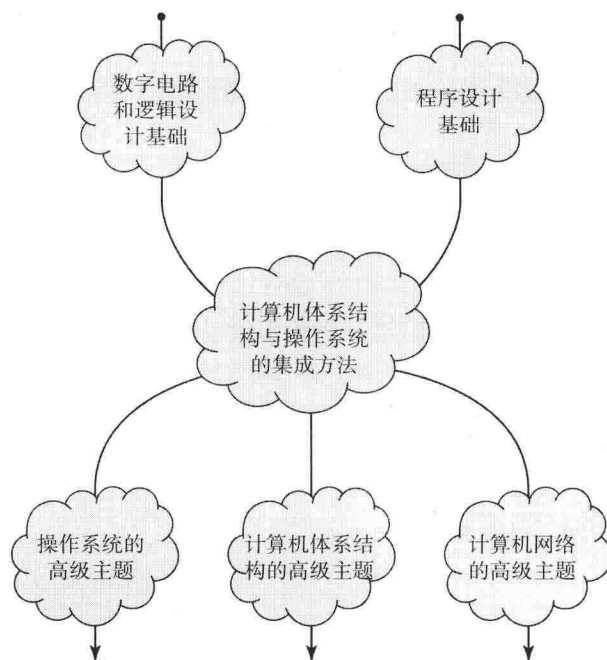 数字电路
和逻辑设
计基础
程序设计
基础
计算机体系结
构与操作系统
的集成方法
操作系统的
高级主题
计算机体系结
构的高级主题
计算机网络
的高级主题